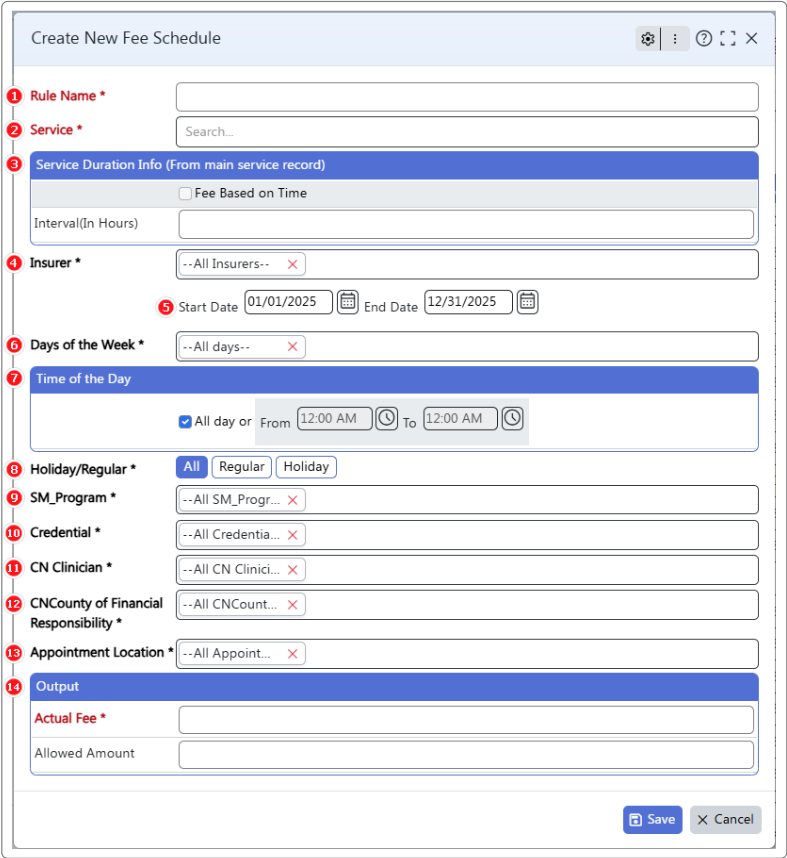 Create New Fee Schedule
1 Rule Name *
2 Service * Search...
3 Service Duration Info (From main service record)
Fee Based on Time
Interval(In Hours)
4 Insurer * --All Insurers--
5 Start Date 01/01/2025 End Date 12/31/2025
6 Days of the Week * --All days--
7 Time of the Day
All day or From 12:00 AM To 12:00 AM
8 Holiday/Regular * All Regular Holiday
9 SM_Program * --All SM_Progr...
10 Credential * --All Credentia...
11 CN Clinician * --All CN Clinici...
12 CNCounty of Financial --All CNCount...
Responsibility *
13 Appointment Location * --All Appoint...
14 Output
Actual Fee *
Allowed Amount
Save Cancel